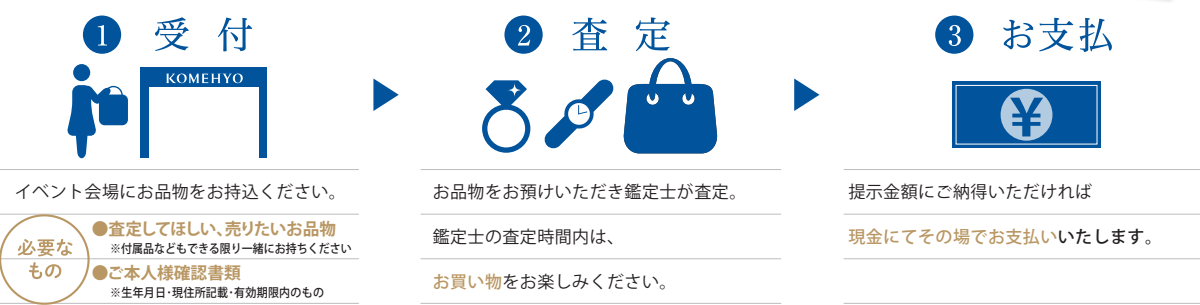 1 受付
KOMEHYO
イベント会場にお品物をお持込ください。
必要な
もの
●査定してほしい、売りたいお品物
※付属品などもできる限り一緒にお持ちください
●ご本人様確認書類
※生年月日・現住所記載・有効期限内のもの
2 査定
お品物をお預けいただき鑑定士が査定。
鑑定士の査定時間内は、
お買い物をお楽しみください。
3 お支払
¥
提示金額にご納得いただければ
現金にてその場でお支払いいたします。